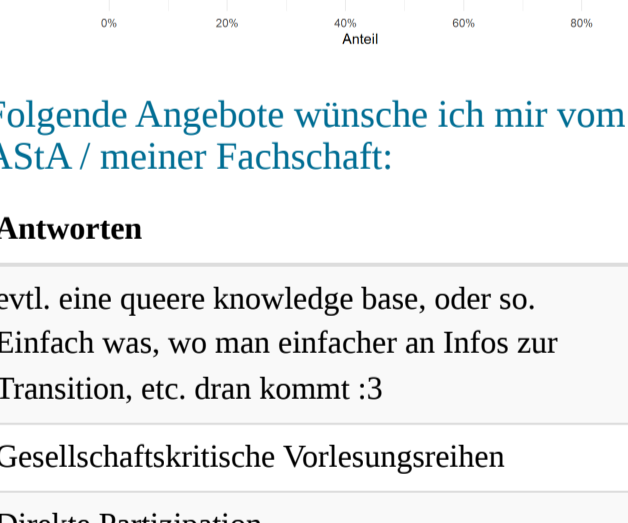 0% 20% 40% 60% 80%
Anteil
Folgende Angebote wünsche ich mir vom
AStA / meiner Fachschaft:
Antworten
evtl. eine queere knowledge base, oder so.
Einfach was, wo man einfacher an Infos zur
Transition, etc. dran kommt :3
Gesellschaftskritische Vorlesungsreihen
Direkte Partizipation